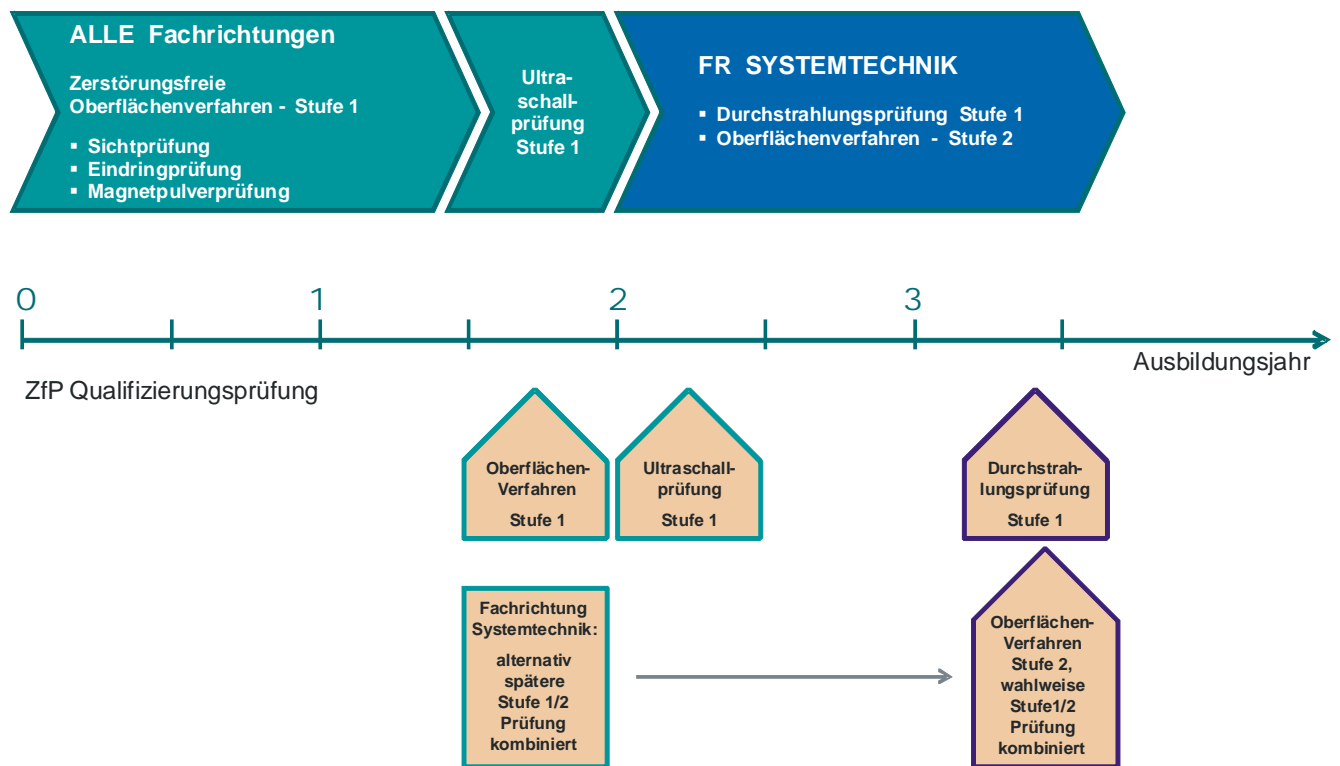 ALLE Fachrichtungen
Zerstörungsfreie
Oberflächenverfahren - Stufe 1
▪ Sichtprüfung
▪ Eindringprüfung
▪ Magnetpulverprüfung
Ultra-
schall-
prüfung
Stufe 1
FR SYSTEMTECHNIK
▪ Durchstrahlungsprüfung Stufe 1
▪ Oberflächenverfahren - Stufe 2
0
1
2
3
Ausbildungsjahr
ZfP Qualifizierungsprüfung
Oberflächen-
Verfahren
Stufe 1
Ultraschall-
prüfung
Stufe 1
Durchstrah-
lungsprüfung
Stufe 1
Fachrichtung
Systemtechnik:
alternativ
spätere
Stufe 1/2
Prüfung
kombiniert
Oberflächen-
Verfahren
Stufe 2,
wahlweise
Stufe1/2
Prüfung
kombiniert